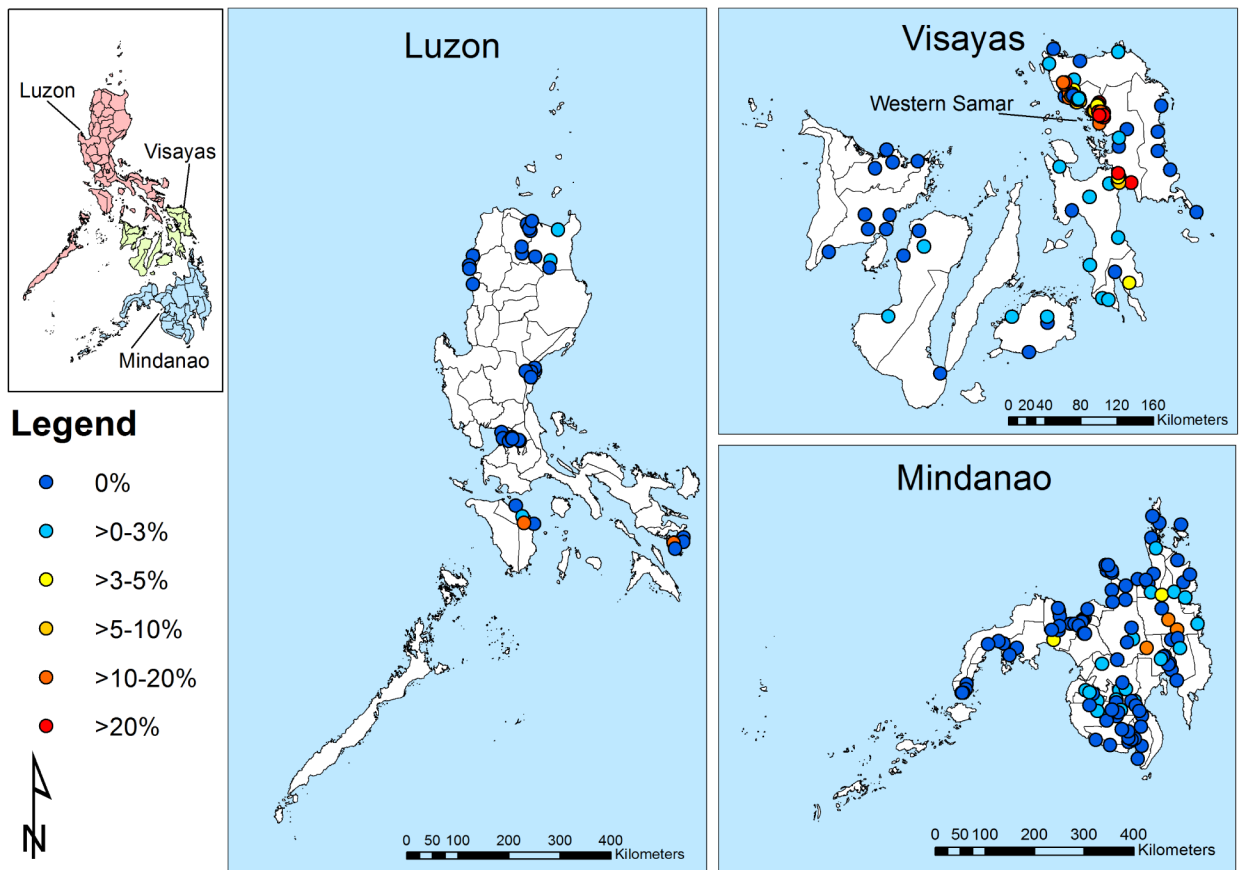 Luzon
Visayas
Mindanao
Legend
0%
>0-3%
>3-5%
>5-10%
>10-20%
>20%
N
Luzon
0 50 100 200 300 400
Kilometers
Visayas
Western Samar
0 20 40 80 120 160
Kilometers
Mindanao
0 50 100 200 300 400
Kilometers